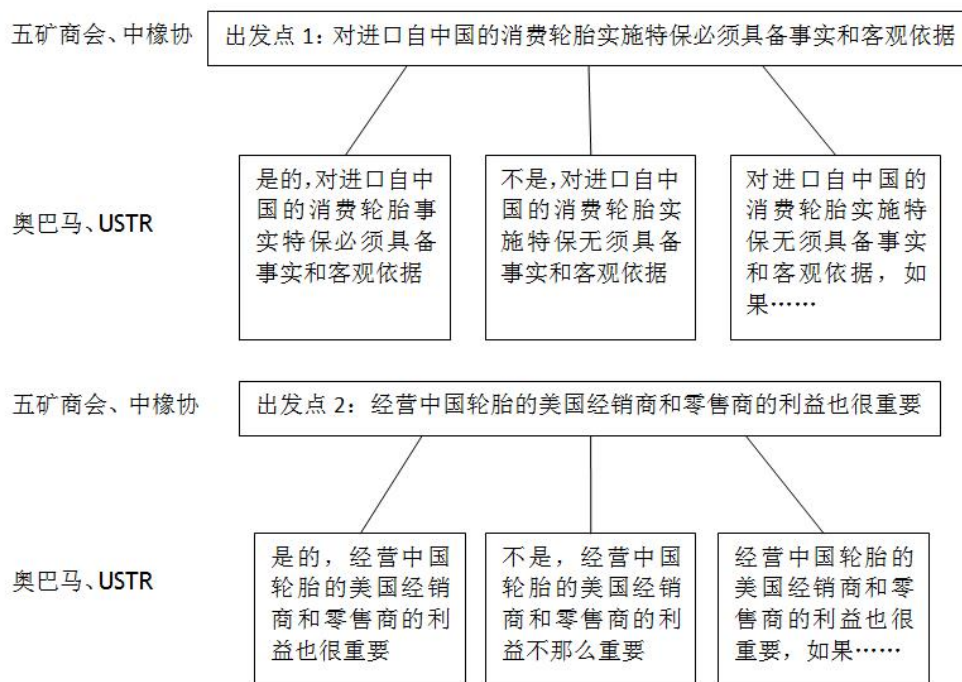 五矿商会、中橡协
出发点 1：对进口自中国的消费轮胎实施特保必须具备事实和客观依据
奥巴马、USTR
是的，对进口自中
国的消费轮胎事
实特保必须具备
事实和客观依据
不是，对进口自中
国的消费轮胎实
施特保无须具备
事实和客观依据
对进口自中国的
消费轮胎实施特
保无须具备事实
和客观依据，如
果……
五矿商会、中橡协
出发点 2：经营中国轮胎的美国经销商和零售商的利益也很重要
奥巴马、USTR
是的，经营中国
轮胎的美国经销
商和零售商的利
益也很重要
不是，经营中国
轮胎的美国经销
商和零售商的利
益不那么重要
经营中国轮胎的
美国经销商和零
售商的利益也很
重要，如果……